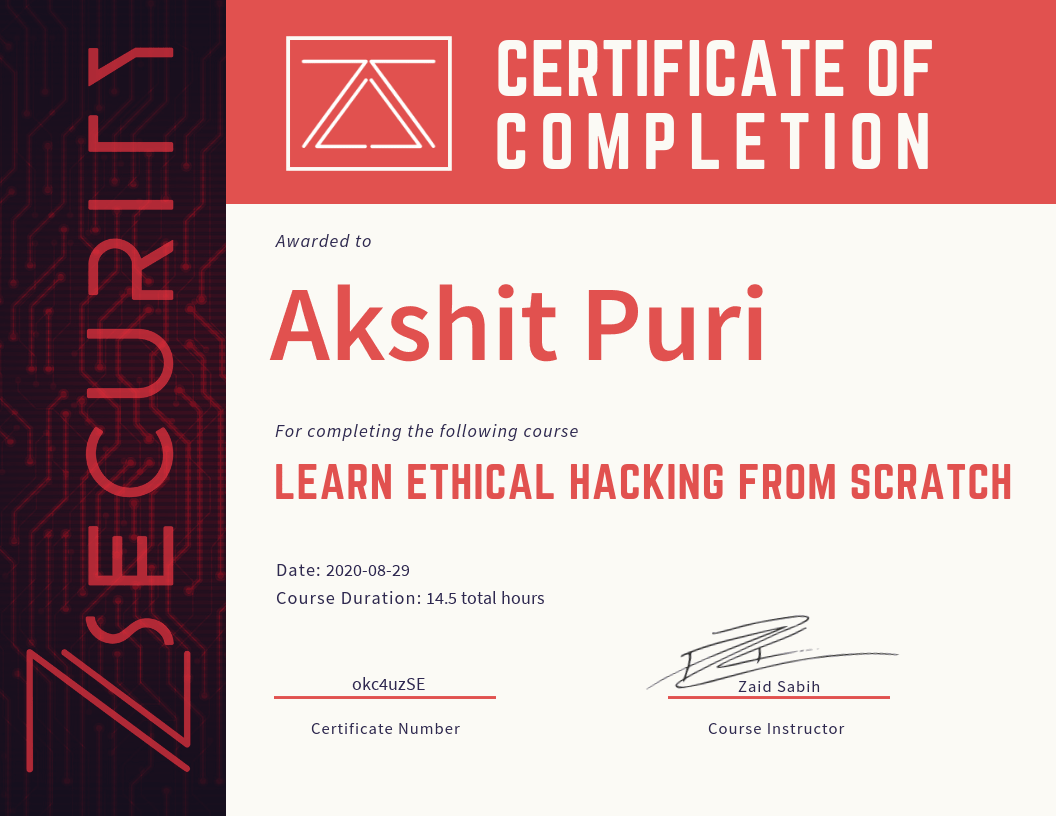 ZSECURITY
CERTIFICATE OF
COMPLETION
Awarded to
Akshit Puri
For completing the following course
LEARN ETHICAL HACKING FROM SCRATCH
Date: 2020-08-29
Course Duration: 14.5 total hours
okc4uzSE
Certificate Number
Zaid Sabih
Course Instructor